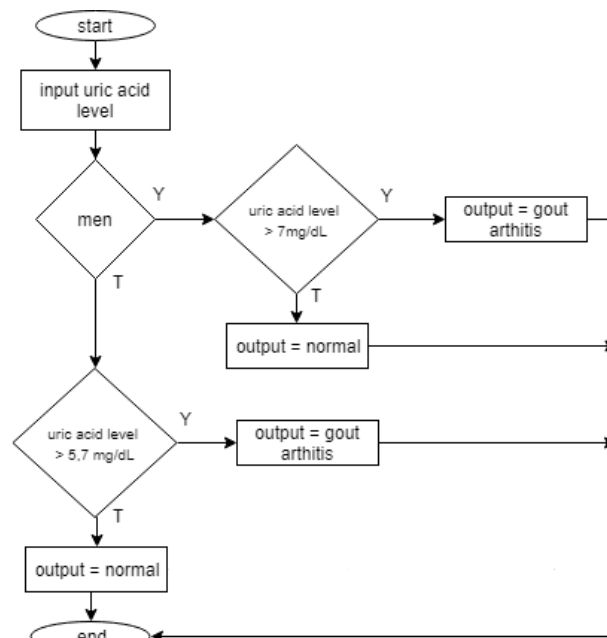 start
input uric acid
level
men
Y
uric acid level
> 7mg/dL
Y
output = gout
arthitis
T
output = normal
T
uric acid level
> 5,7 mg/dL
Y
output = gout
arthitis
T
output = normal
end